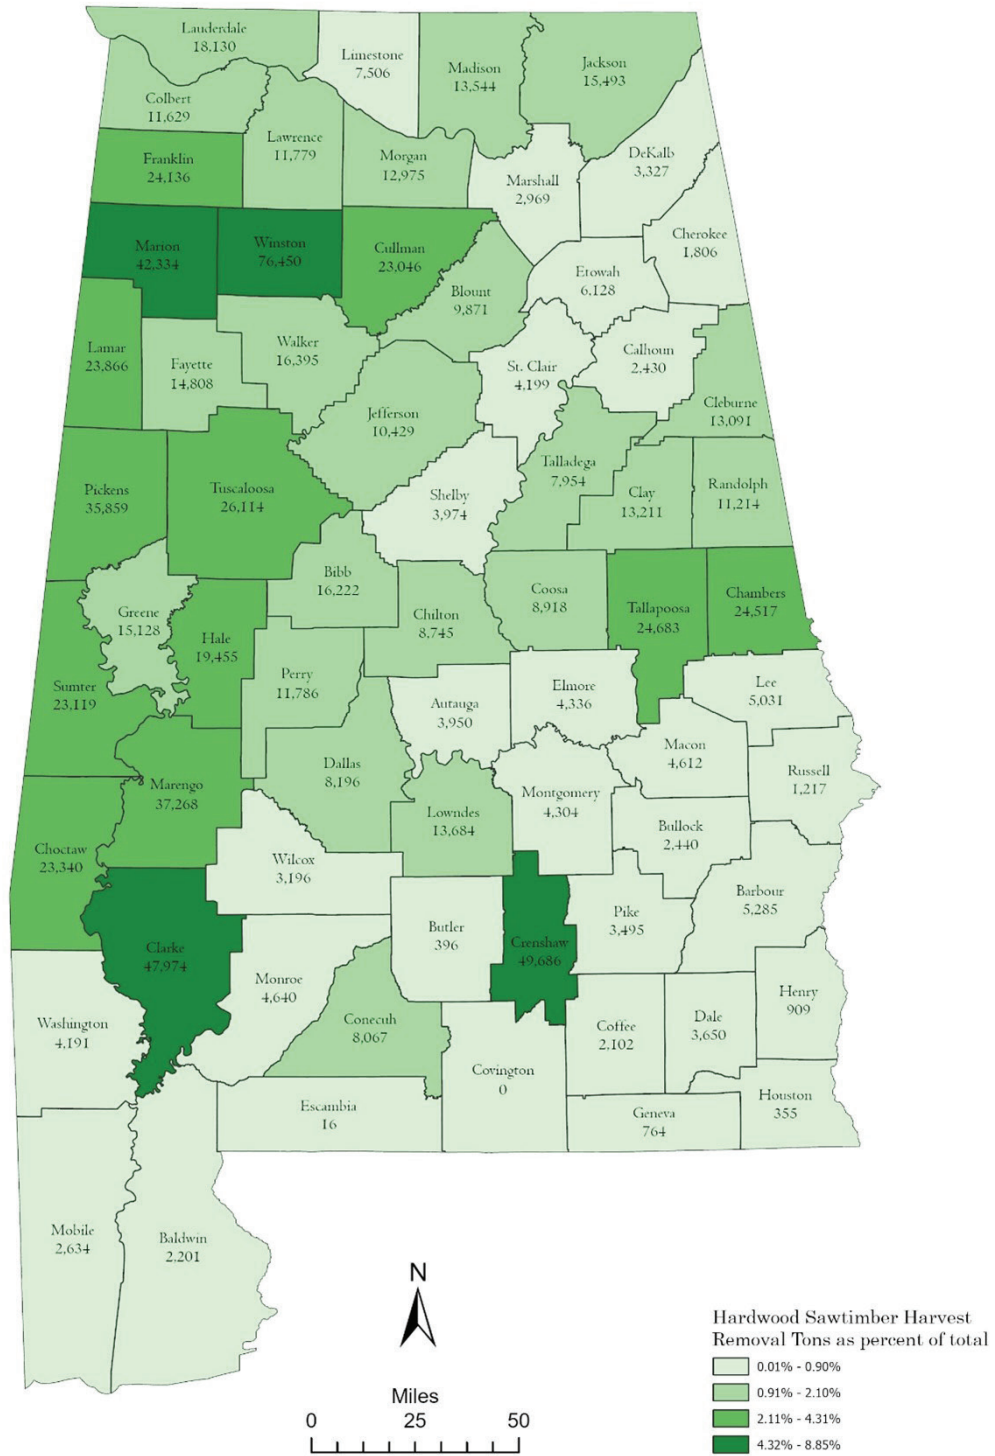 Lauderdale
18,130
Limestone
7,506
Madison
13,544
Jackson
15,493
Colbert
11,629
Lawrence
11,779
Morgan
12,975
Franklin
24,136
Marshall
2,969
DeKalb
3,327
Cherokee
1,806
Marion
42,334
Winston
76,450
Cullman
23,046
Etowah
6,128
Blount
9,871
Lamar
23,866
Fayette
14,808
Walker
16,395
St. Clair
4,199
Calhoun
2,430
Cleburne
13,091
Jefferson
10,429
Talladega
7,954
Pickens
35,859
Tuscaloosa
26,114
Shelby
3,974
Clay
13,211
Randolph
11,214
Bibb
16,222
Greene
15,128
Hale
19,455
Chilton
8,745
Coosa
8,918
Tallapoosa
24,683
Chambers
24,517
Sumter
23,119
Perry
11,786
Autauga
3,950
Elmore
4,336
Lee
5,031
Macon
4,612
Russell
1,217
Dallas
8,196
Marengo
37,268
Lowndes
13,684
Montgomery
4,304
Bullock
2,440
Choctaw
23,340
Wilcox
3,196
Barbour
5,285
Pike
3,495
Clarke
47,974
Butler
396
Crenshaw
49,686
Monroe
4,640
Henry
909
Washington
4,191
Conecuh
8,067
Coffee
2,102
Dale
3,650
Covington
0
Escambia
16
Geneva
764
Houston
355
Mobile
2,634
Baldwin
2,201
N
Miles
0 25 50
Hardwood Sawtimber Harvest
Removal Tons as percent of total
0.01% - 0.90%
0.91% - 2.10%
2.11% - 4.31%
4.32% - 8.85%